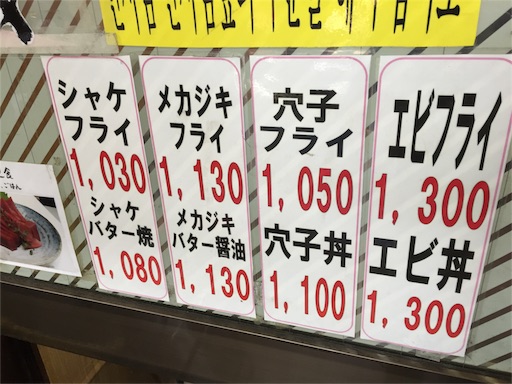 シャケ
フライ
1,030
シャケ
バター焼
1,080
メカジキ
フライ
1,130
メカジキ
バター醤油
1,130
穴子
フライ
1,050
穴子丼
1,100
エビフライ
1,300
エビ丼
1,300
ごはん